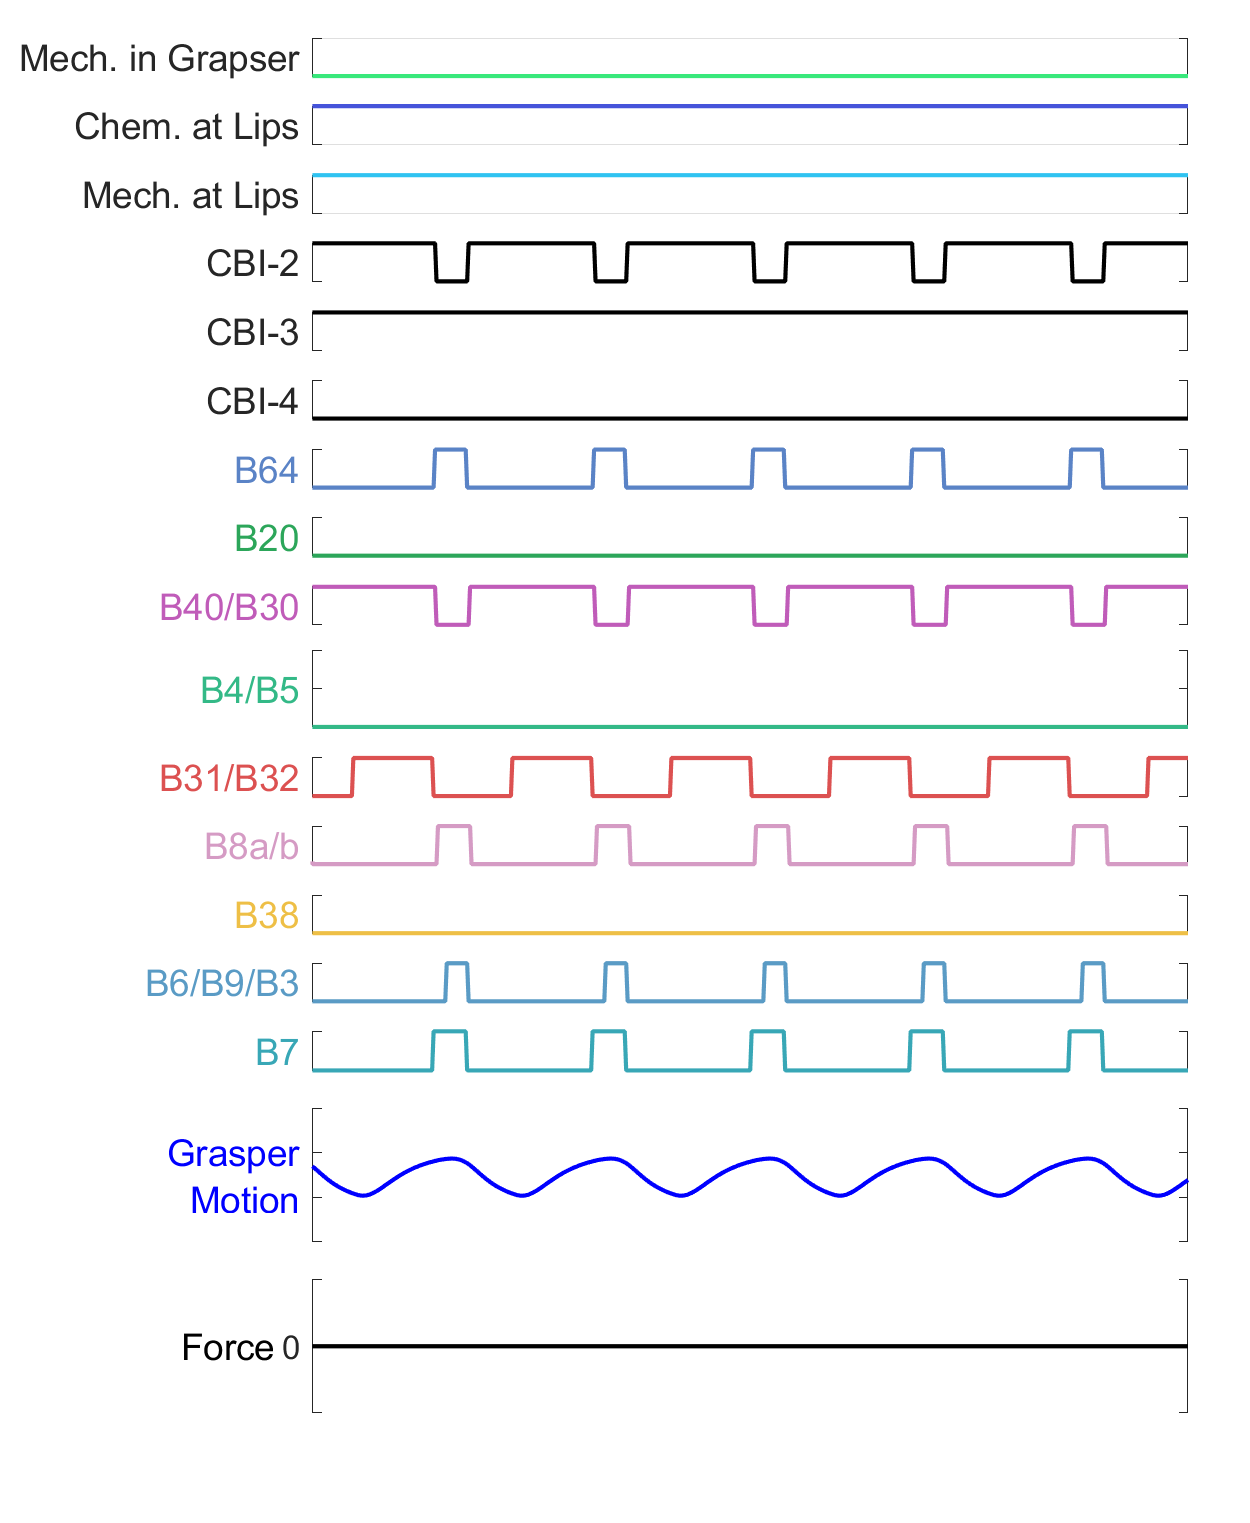 Mech. in Grapser
Chem. at Lips
Mech. at Lips
CBI-2
CBI-3
CBI-4
B64
B20
B40/B30
B4/B5
B31/B32
B8a/b
B38
B6/B9/B3
B7
Grasper
Motion
Force 0